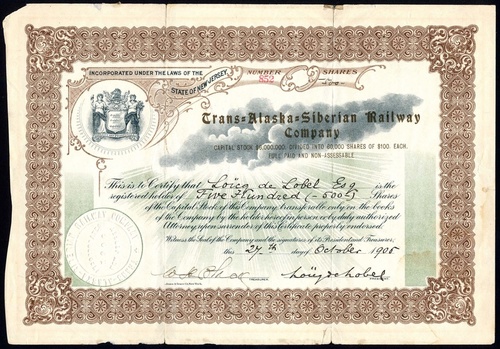 INCORPORATED UNDER THE LAWS OF THE
STATE OF NEW JERSEY
NUMBER
852
SHARES
500
Trans-Alaska-Siberian Railway
Company
CAPITAL STOCK $6,000,000, DIVIDED INTO 60,000 SHARES OF $100. EACH.
FULL PAID AND NON-ASSESSABLE
This is to Certify that Loicq de Lobel Esq is the
registered holder of Five Hundred (-500-) Shares
of the Capital Stock of this Company transferable only on the books
of the Company by the holder hereof in person or by duly authorized
Attorney upon surrender of this certificate properly endorsed.
Witness the Seal of the Company and the signatures of its President and Treasurer,
this 27th day of October 1905
TREASURER.
Loicq de Lobel
PRESIDENT.